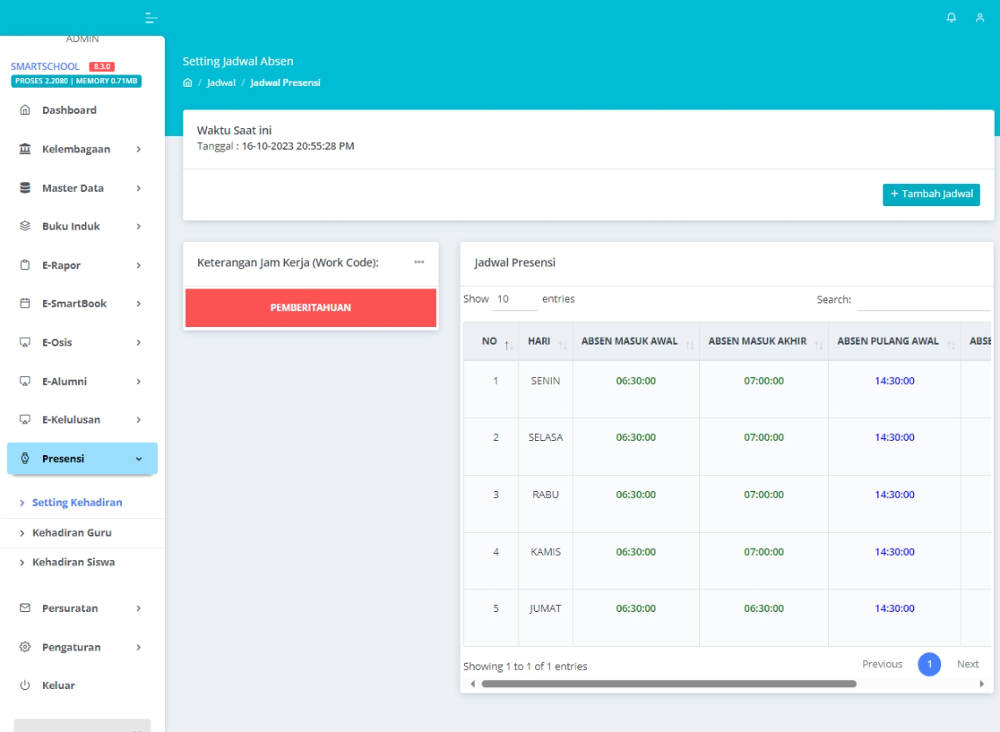 ADMIN
SMARTSCHOOL 8.3.0
PROSES 2.2080 | MEMORY 0.71MB
Dashboard
Kelembagaan
Master Data
Buku Induk
E-Rapor
E-SmartBook
E-Osis
E-Alumni
E-Kelulusan
Presensi
Setting Kehadiran
Kehadiran Guru
Kehadiran Siswa
Persuratan
Pengaturan
Keluar
Setting Jadwal Absen
/ Jadwal / Jadwal Presensi
Waktu Saat ini
Tanggal : 16-10-2023 20:55:28 PM
+ Tambah Jadwal
Keterangan Jam Kerja (Work Code): ...
PEMBERITAHUAN
Jadwal Presensi
Show 10 entries Search:
NO HARI ABSEN MASUK AWAL ABSEN MASUK AKHIR ABSEN PULANG AWAL ABSE
1 SENIN 06:30:00 07:00:00 14:30:00
2 SELASA 06:30:00 07:00:00 14:30:00
3 RABU 06:30:00 07:00:00 14:30:00
4 KAMIS 06:30:00 07:00:00 14:30:00
5 JUMAT 06:30:00 06:30:00 14:30:00
Showing 1 to 1 of 1 entries Previous 1 Next